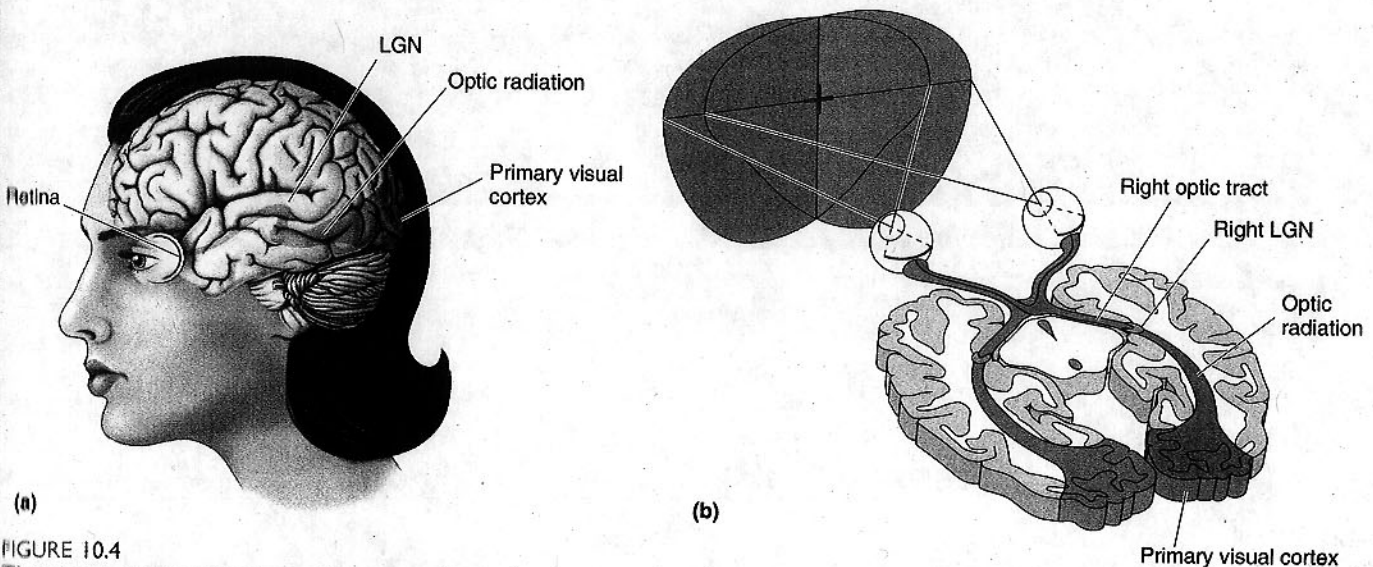 LGN
Optic radiation
Primary visual
cortex
Retina
(a)
FIGURE 10.4
Right optic tract
Right LGN
Optic
radiation
(b)
Primary visual cortex